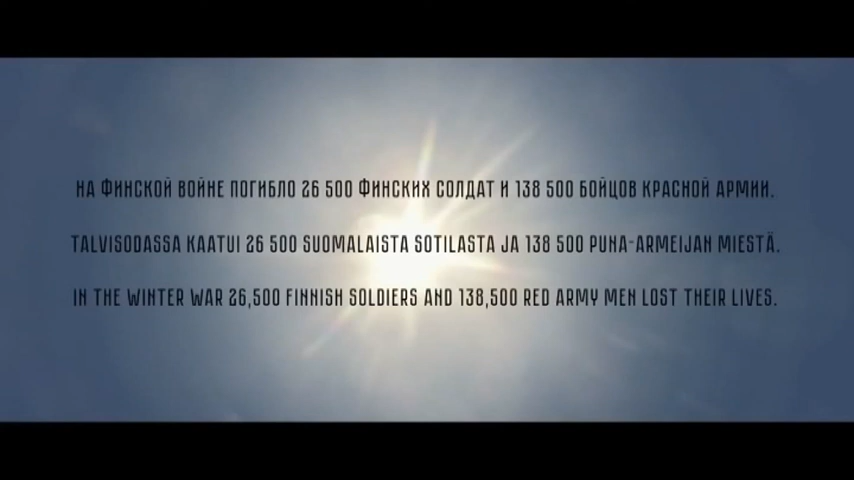 НА ФИНСКОЙ ВОЙНЕ ПОГИБЛО 26 500 ФИНСКИХ СОЛДАТ И 138 500 БОЙЦОВ КРАСНОЙ АРМИИ.
TALVISODASSA KAATUI 26 500 SUOMALAISTA SOTILASTA JA 138 500 PUNA-ARMEIJAN MIESTÄ.
IN THE WINTER WAR 26,500 FINNISH SOLDIERS AND 138,500 RED ARMY MEN LOST THEIR LIVES.